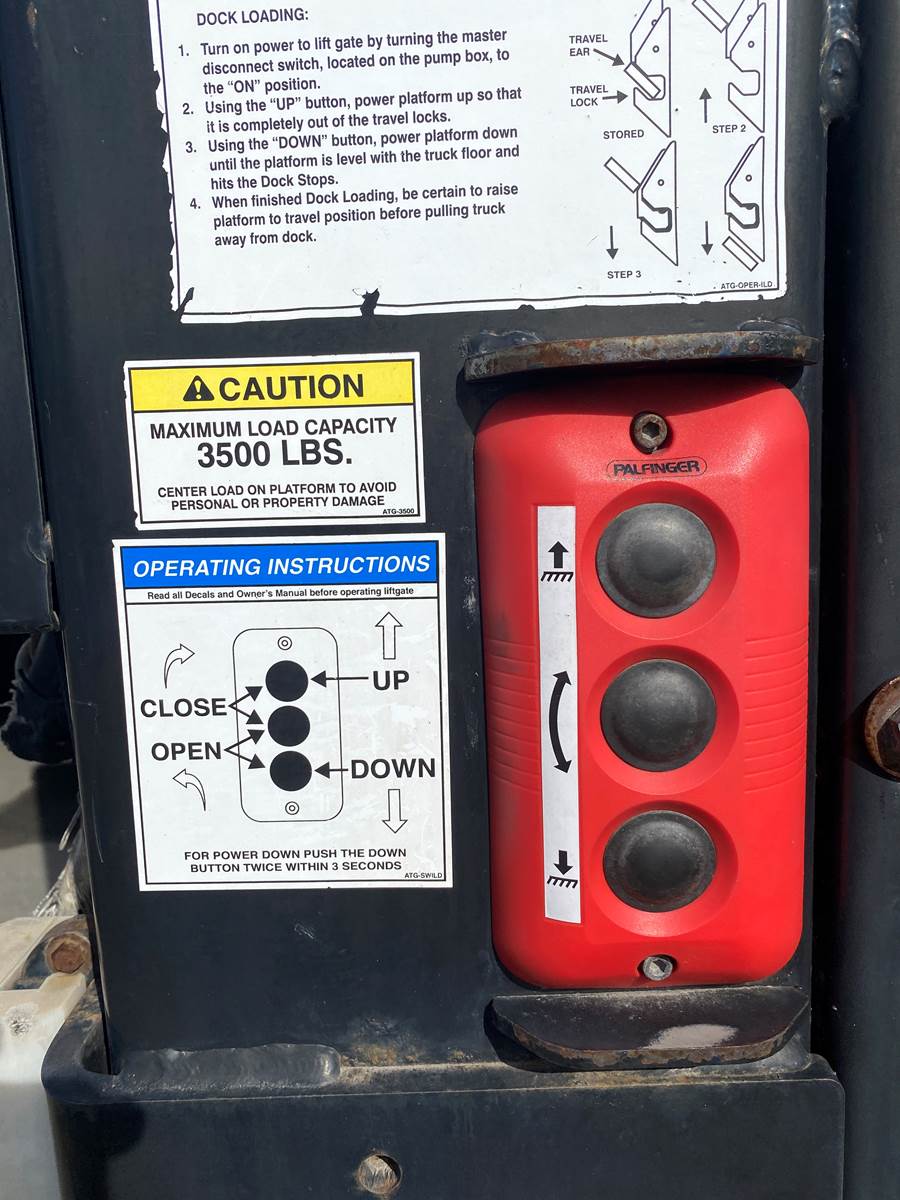 DOCK LOADING:
1. Turn on power to lift gate by turning the master
disconnect switch, located on the pump box, to
the “ON” position.
2. Using the “UP” button, power platform up so that
it is completely out of the travel locks.
3. Using the “DOWN” button, power platform down
until the platform is level with the truck floor and
hits the Dock Stops.
4. When finished Dock Loading, be certain to raise
platform to travel position before pulling truck
away from dock.
TRAVEL
EAR
TRAVEL
LOCK
STORED
STEP 2
STEP 3
ATG-OPER-ILD
CAUTION
MAXIMUM LOAD CAPACITY
3500 LBS.
CENTER LOAD ON PLATFORM TO AVOID
PERSONAL OR PROPERTY DAMAGE
ATG-3500
OPERATING INSTRUCTIONS
Read all Decals and Owner's Manual before operating liftgate
UP
CLOSE
OPEN
DOWN
FOR POWER DOWN PUSH THE DOWN
BUTTON TWICE WITHIN 3 SECONDS
ATG-SWILD
PALFINGER